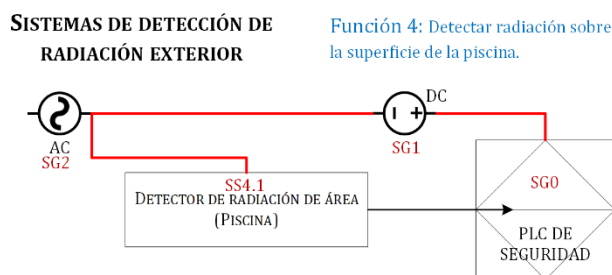 SISTEMAS DE DETECCIÓN DE
RADIACIÓN EXTERIOR
Función 4: Detectar radiación sobre
la superficie de la piscina.
DC
AC
SG2
SG1
SS4.1
SG0
DETECTOR DE RADIACIÓN DE ÁREA
(PISCINA)
PLC DE
SEGURIDAD